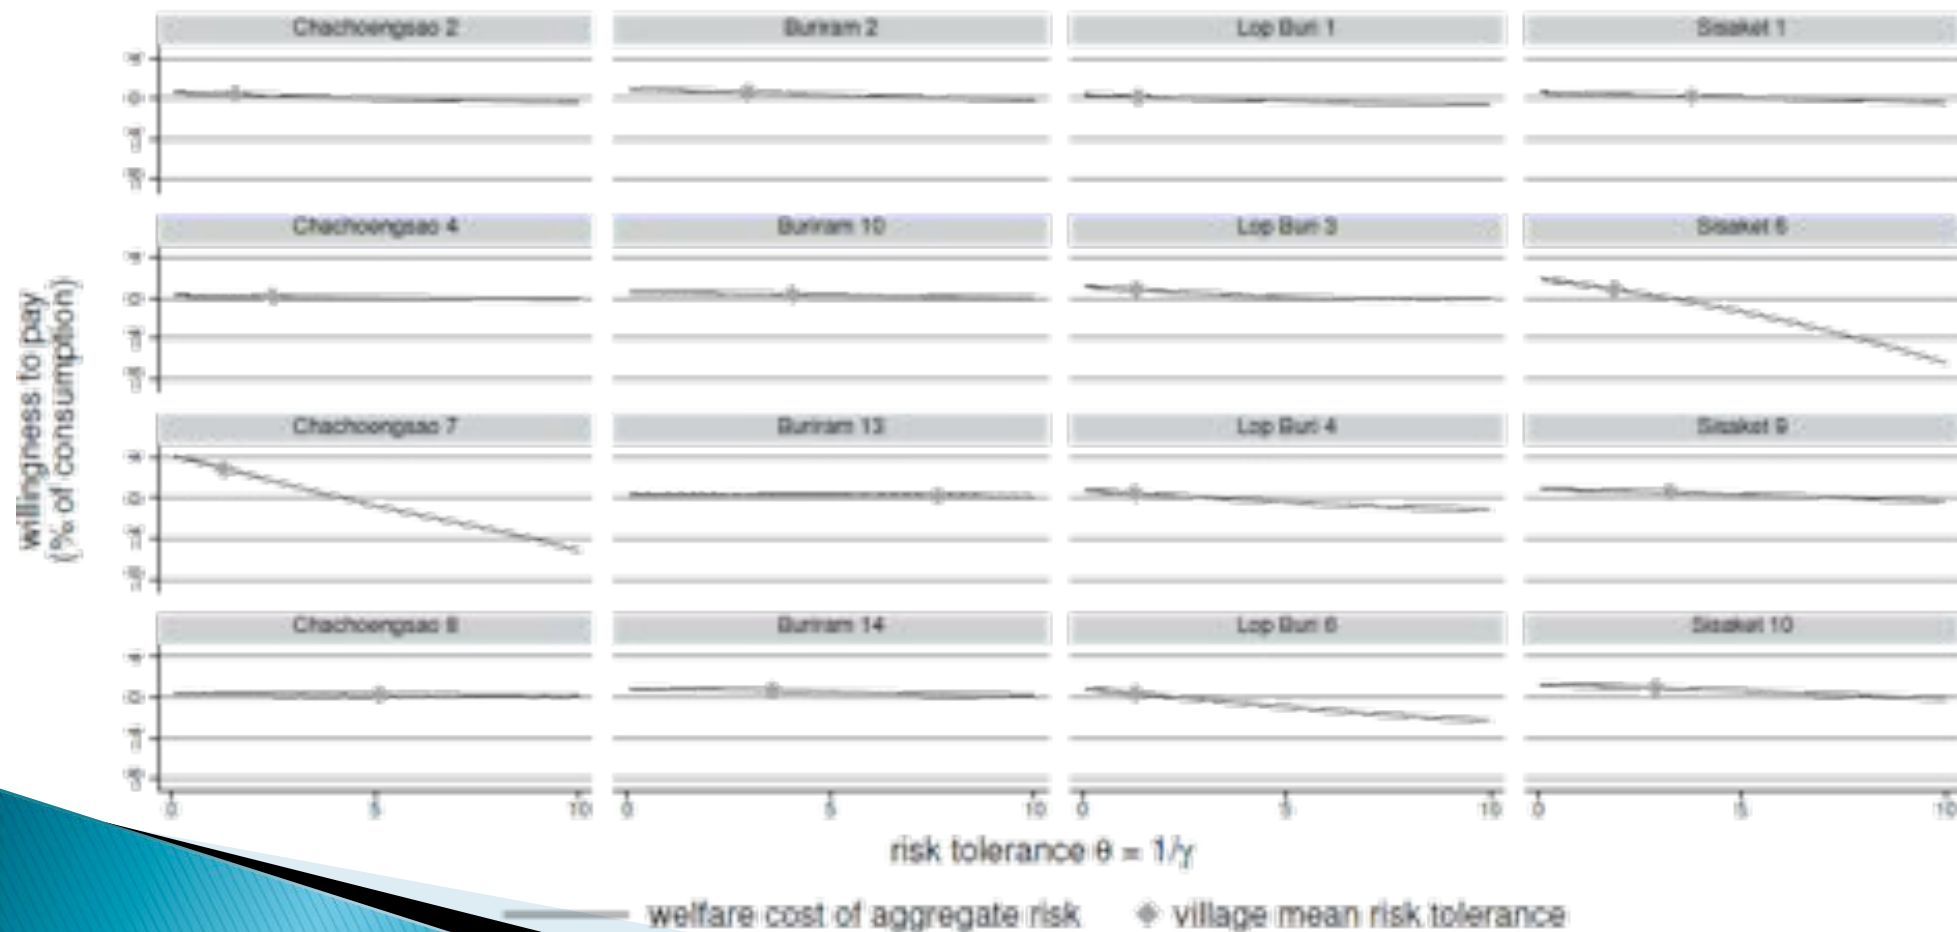 Chachoengsao 2
Buriram 2
Lop Buri 1
Sisaket 1
Chachoengsao 4
Buriram 10
Lop Buri 3
Sisaket 6
Chachoengsao 7
Buriram 13
Lop Buri 4
Sisaket 9
Chachoengsao 8
Buriram 14
Lop Buri 6
Sisaket 10
willingness to pay
(% of consumption)
0 5 10
0 5 10
0 5 10
0 5 10
risk tolerance θ = 1/γ
welfare cost of aggregate risk
village mean risk tolerance